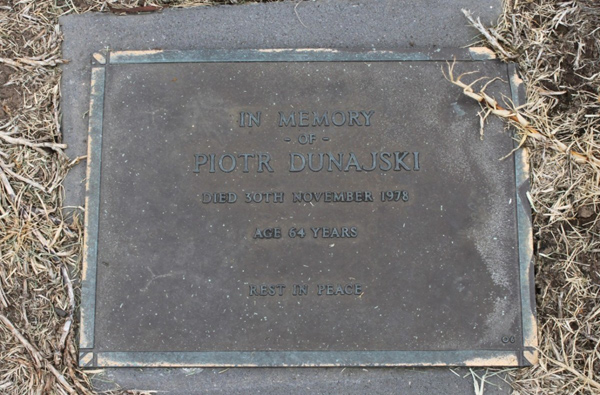 IN MEMORY
- OF -
PIOTR DUNAJSKI
DIED 30TH NOVEMBER 1978
AGE 64 YEARS
REST IN PEACE